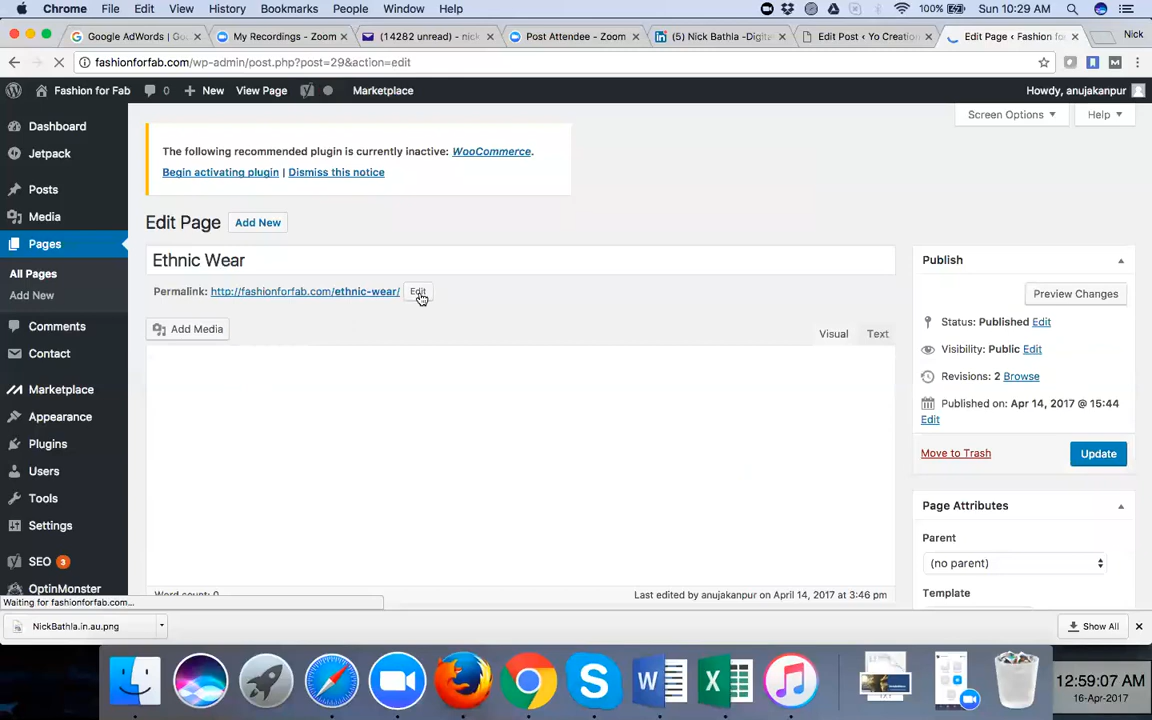 Chrome File Edit View History Bookmarks People Window Help 100% Sun 10:29 AM
Google AdWords | Go
My Recordings - Zoom
(14282 unread) - nick
Post Attendee - Zoom
(5) Nick Bathla -Digita
Edit Post ‹ Yo Creation
Edit Page ‹ Fashion for
Nick
fashionforfab.com/wp-admin/post.php?post=29&action=edit
Fashion for Fab 0 New View Page Marketplace Howdy, anujakanpur
Screen Options Help
Dashboard
Jetpack
Posts
Media
Pages
All Pages
Add New
Comments
Contact
Marketplace
Appearance
Plugins
Users
Tools
Settings
SEO 3
OptinMonster
The following recommended plugin is currently inactive: WooCommerce.
Begin activating plugin | Dismiss this notice
Edit Page Add New
Ethnic Wear
Permalink: http://fashionforfab.com/ethnic-wear/ Edit
Add Media
Visual Text
Word count: 0
Last edited by anujakanpur on April 14, 2017 at 3:46 pm
Publish
Preview Changes
Status: Published Edit
Visibility: Public Edit
Revisions: 2 Browse
Published on: Apr 14, 2017 @ 15:44
Edit
Move to Trash Update
Page Attributes
Parent
(no parent)
Template
Waiting for fashionforfab.com...
NickBathla.in.au.png
Show All
12:59:07 AM
16-Apr-2017